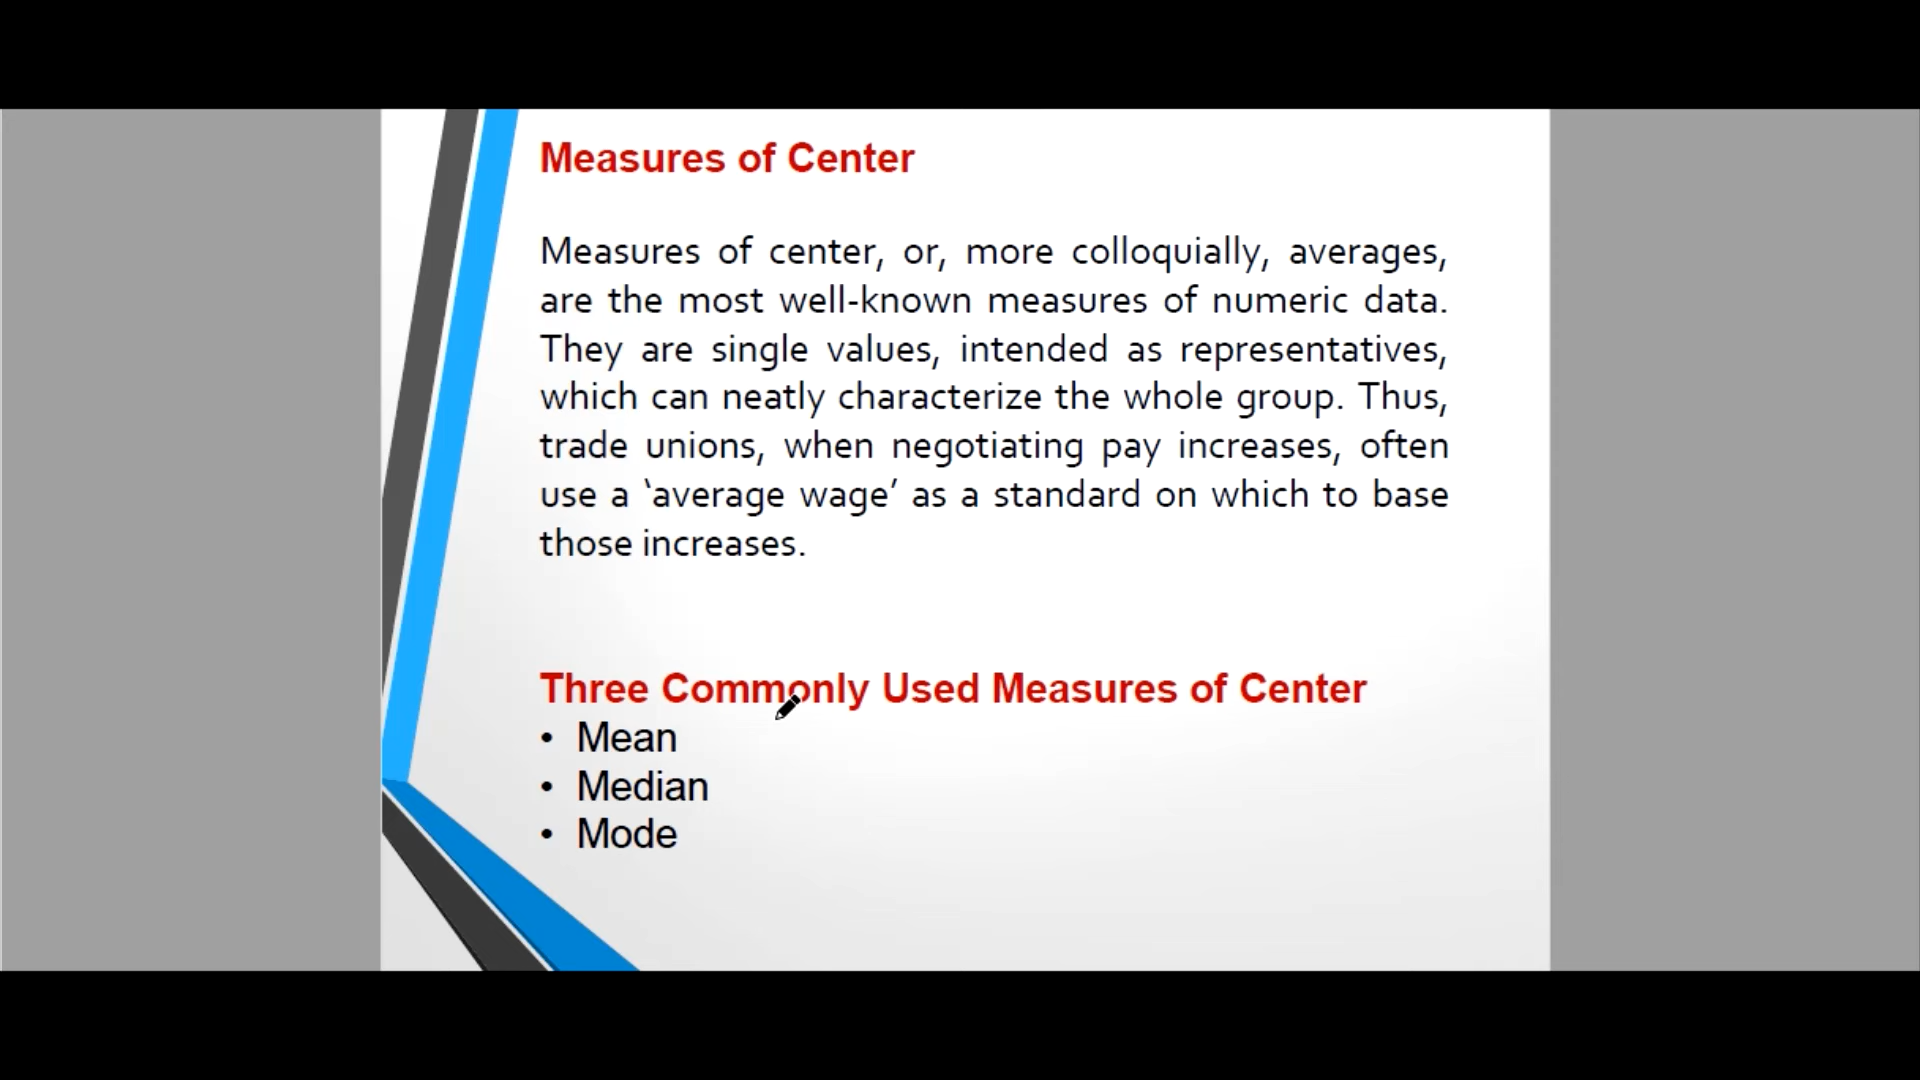 Measures of Center
Measures of center, or, more colloquially, averages,
are the most well-known measures of numeric data.
They are single values, intended as representatives,
which can neatly characterize the whole group. Thus,
trade unions, when negotiating pay increases, often
use a ‘average wage’ as a standard on which to base
those increases.
Three Commonly Used Measures of Center
• Mean
• Median
• Mode